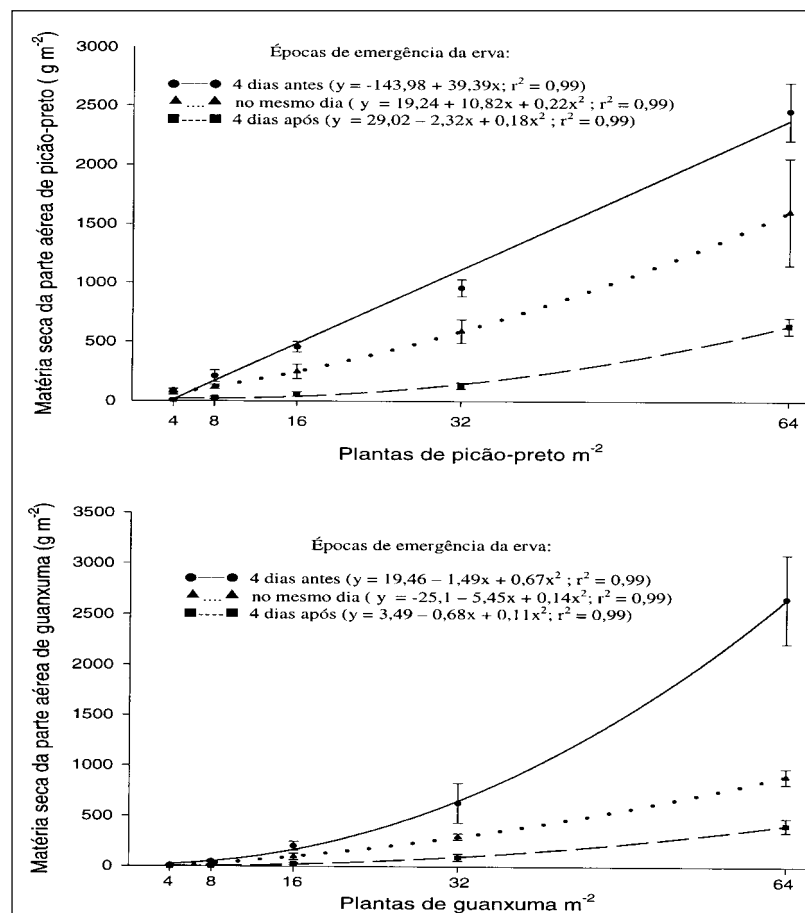 Matéria seca da parte aérea de picão-preto ( g m-2)
3000
2500
2000
1500
1000
500
0
Épocas de emergência da erva:
4 dias antes (y = -143,98 + 39,39x; r2 = 0,99)
no mesmo dia ( y = 19,24 + 10,82x + 0,22x2 ; r2 = 0,99)
4 dias após (y = 29,02 – 2,32x + 0,18x2 ; r2 = 0,99)
4 8 16 32 64
Plantas de picão-preto m-2
Matéria seca da parte aérea de guanxuma (g m-2)
3500
3000
2500
2000
1500
1000
500
0
Épocas de emergência da erva:
4 dias antes (y = 19,46 – 1,49x + 0,67x2 ; r2 = 0,99)
no mesmo dia ( y = -25,1 – 5,45x + 0,14x2; r2 = 0,99)
4 dias após (y = 3,49 – 0,68x + 0,11x2; r2 = 0,99)
4 8 16 32 64
Plantas de guanxuma m-2